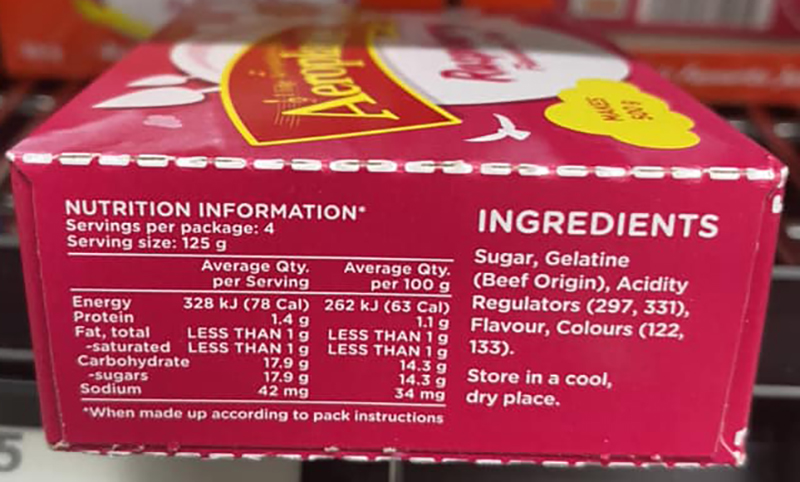 The
Aeropla
MAKES
500g
NUTRITION INFORMATION*
Servings per package: 4
Serving size: 125 g
Average Qty. Average Qty.
per Serving per 100 g
Energy 328 kJ (78 Cal) 262 kJ (63 Cal)
Protein 1.4 g 1.1 g
Fat, total LESS THAN 1 g LESS THAN 1 g
-saturated LESS THAN 1 g LESS THAN 1 g
Carbohydrate 17.9 g 14.3 g
-sugars 17.9 g 14.3 g
Sodium 42 mg 34 mg
*When made up according to pack instructions
INGREDIENTS
Sugar, Gelatine
(Beef Origin), Acidity
Regulators (297, 331),
Flavour, Colours (122,
133).
Store in a cool,
dry place.
5